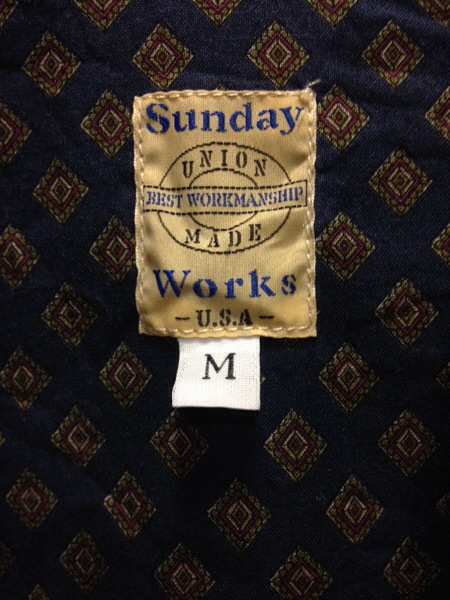 Sunday
UNION
BEST WORKMANSHIP
MADE
Works
- U.S.A -
M